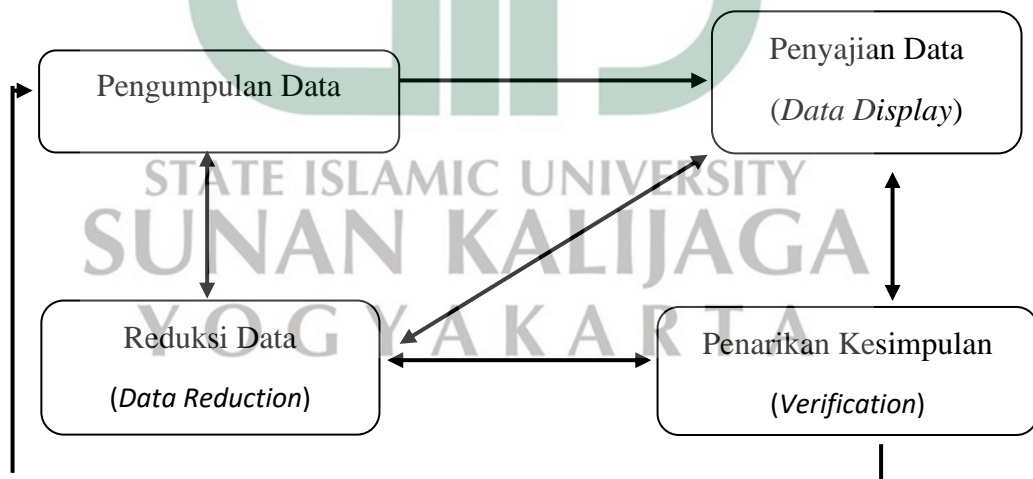 Pengumpulan Data
Penyajian Data
(Data Display)
STATE ISLAMIC UNIVERSITY
SUNAN KALIJAGA
YOGYAKARTA
Reduksi Data
(Data Reduction)
Penarikan Kesimpulan
(Verification)